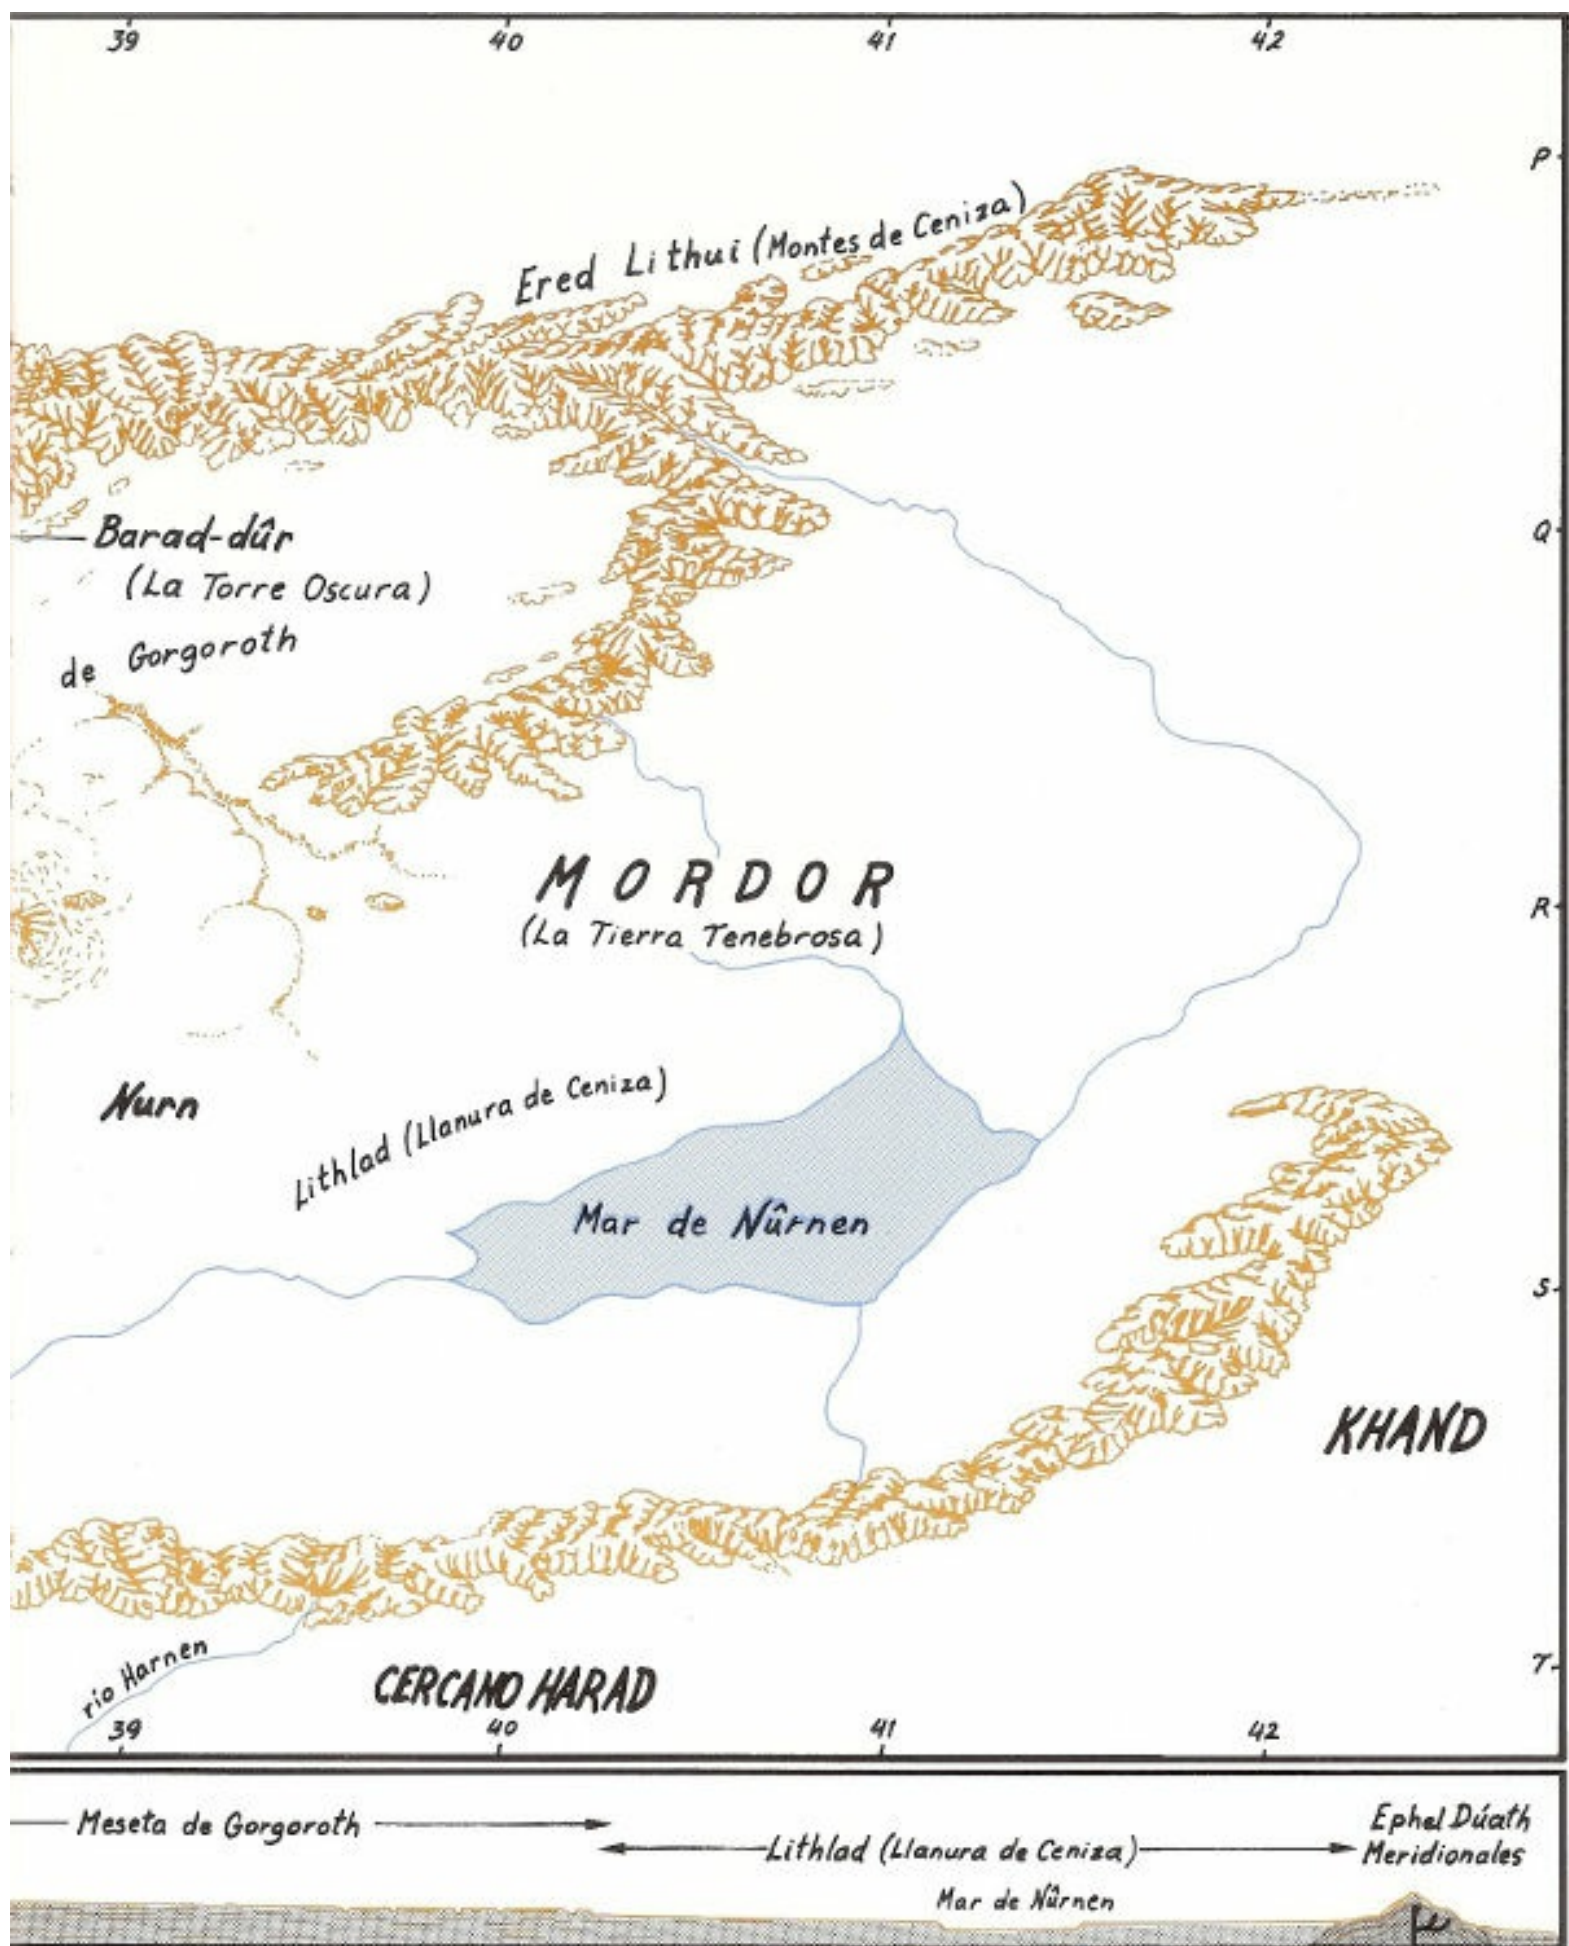 39 40 41 42
P
Ered Lithui (Montes de Ceniza)
Barad-dûr
Q
(La Torre Oscura)
de Gorgoroth
MORDOR
R
(La Tierra Tenebrosa)
Nurn
Lithlad (Llanura de Ceniza)
Mar de Nûrnen
S
KHAND
río Harnen
CERCANO HARAD
T
39 40 41 42
Meseta de Gorgoroth
Ephel Dúath
Lithlad (Llanura de Ceniza)
Meridionales
Mar de Nûrnen